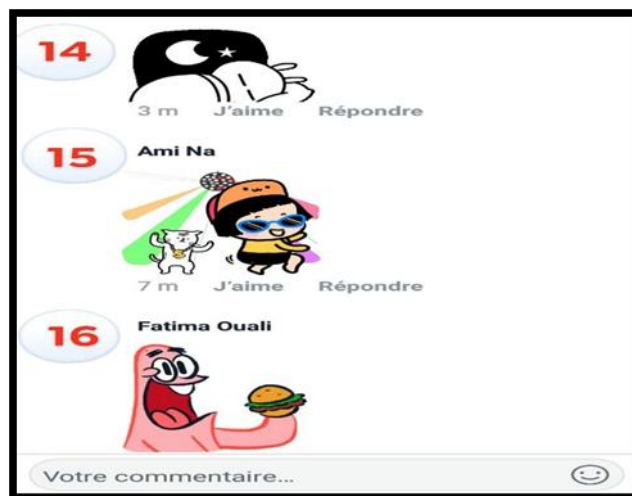 14
3 m J'aime Répondre
15 Ami Na
7 m J'aime Répondre
16 Fatima Ouali
Votre commentaire...